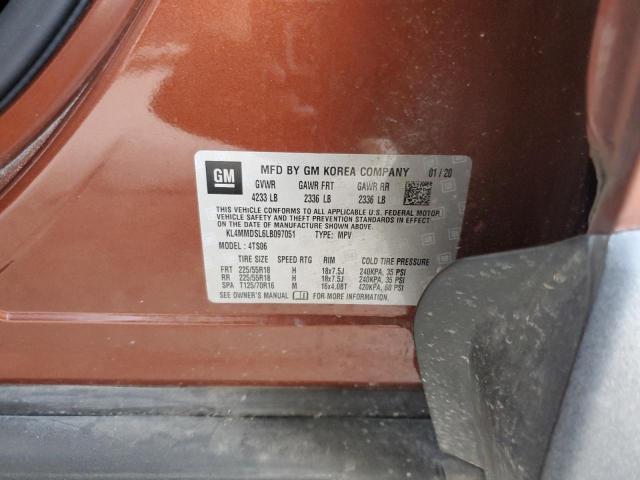 GM
MFD BY GM KOREA COMPANY 01/20
GVWR GAWR FRT GAWR RR
4233 LB 2336 LB 2336 LB
THIS VEHICLE CONFORMS TO ALL APPLICABLE U.S. FEDERAL MOTOR
VEHICLE SAFETY AND THEFT PREVENTION STANDARDS IN EFFECT ON THE
DATE OF MANUFACTURE SHOWN ABOVE.
KL4MMDSL6LB097051 TYPE: MPV
MODEL: 4TS06
TIRE SIZE SPEED RTG RIM COLD TIRE PRESSURE
FRT 225/55R18 H 18x7.5J 240KPA, 35 PSI
RR 225/55R18 H 18x7.5J 240KPA, 35 PSI
SPA T125/70R16 M 16x4.0BT 420KPA, 60 PSI
SEE OWNER'S MANUAL FOR MORE INFORMATION.